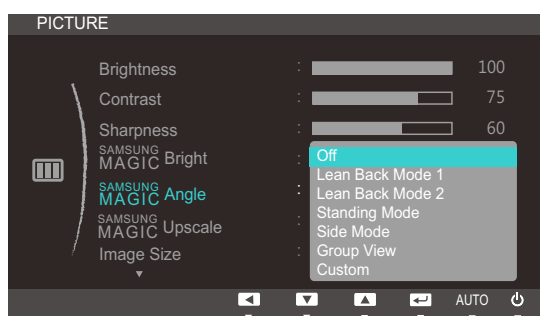 PICTURE
Brightness : 100
Contrast : 75
Sharpness : 60
SAMSUNG MAGIC Bright :
SAMSUNG MAGIC Angle :
SAMSUNG MAGIC Upscale :
Image Size :
Off
Lean Back Mode 1
Lean Back Mode 2
Standing Mode
Side Mode
Group View
Custom
AUTO